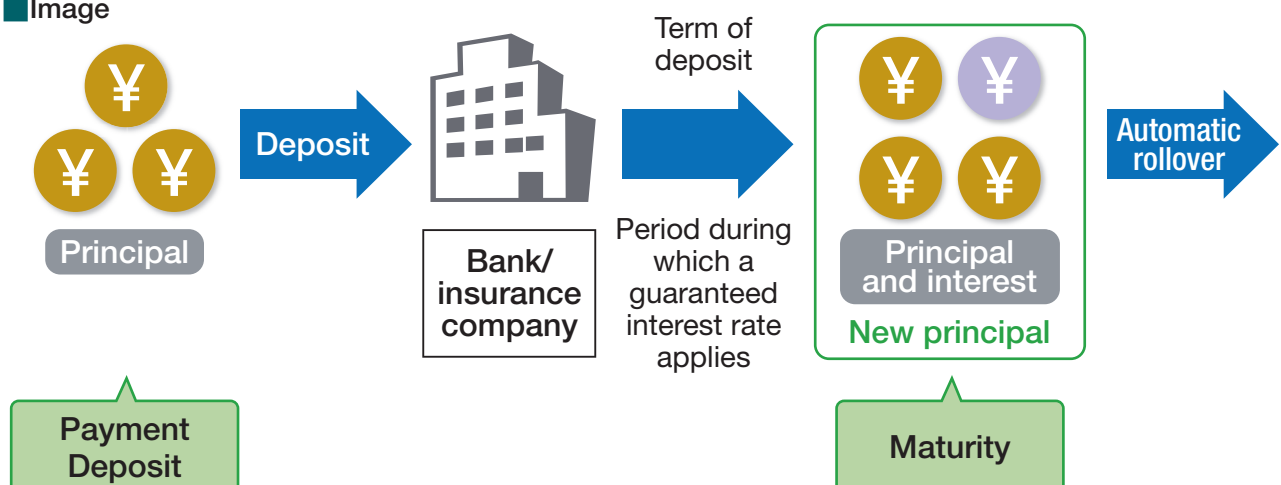 Image
¥
¥ ¥
Principal
Deposit
Bank/
insurance
company
Term of
deposit
Period during
which a
guaranteed
interest rate
applies
¥ ¥
¥ ¥
Principal
and interest
New principal
Automatic
rollover
Payment
Deposit
Maturity